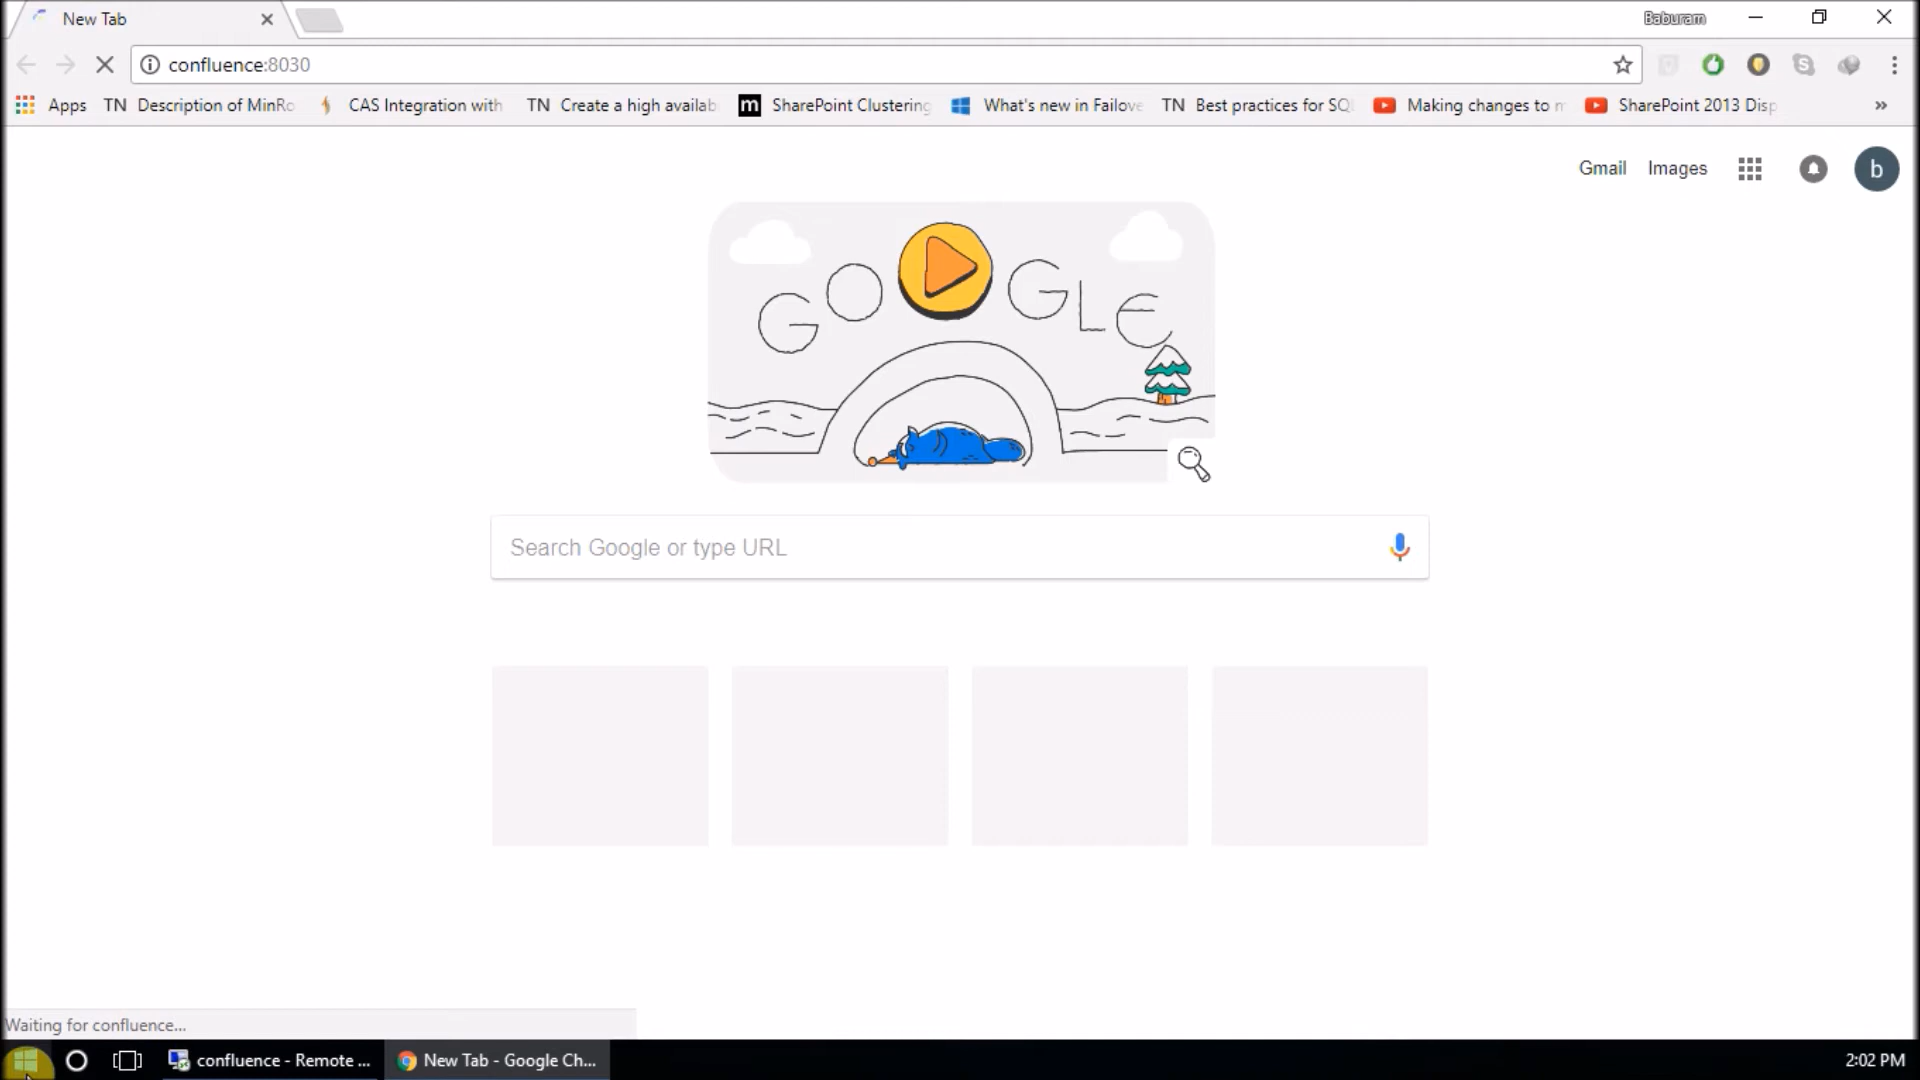 New Tab
Baburam
confluence:8030
Apps TN Description of MinRo CAS Integration with TN Create a high availab m SharePoint Clustering What's new in Failove TN Best practices for SQ Making changes to m SharePoint 2013 Disp »
Gmail Images b
GO GLE
Search Google or type URL
Waiting for confluence...
confluence - Remote ... New Tab - Google Ch... 2:02 PM